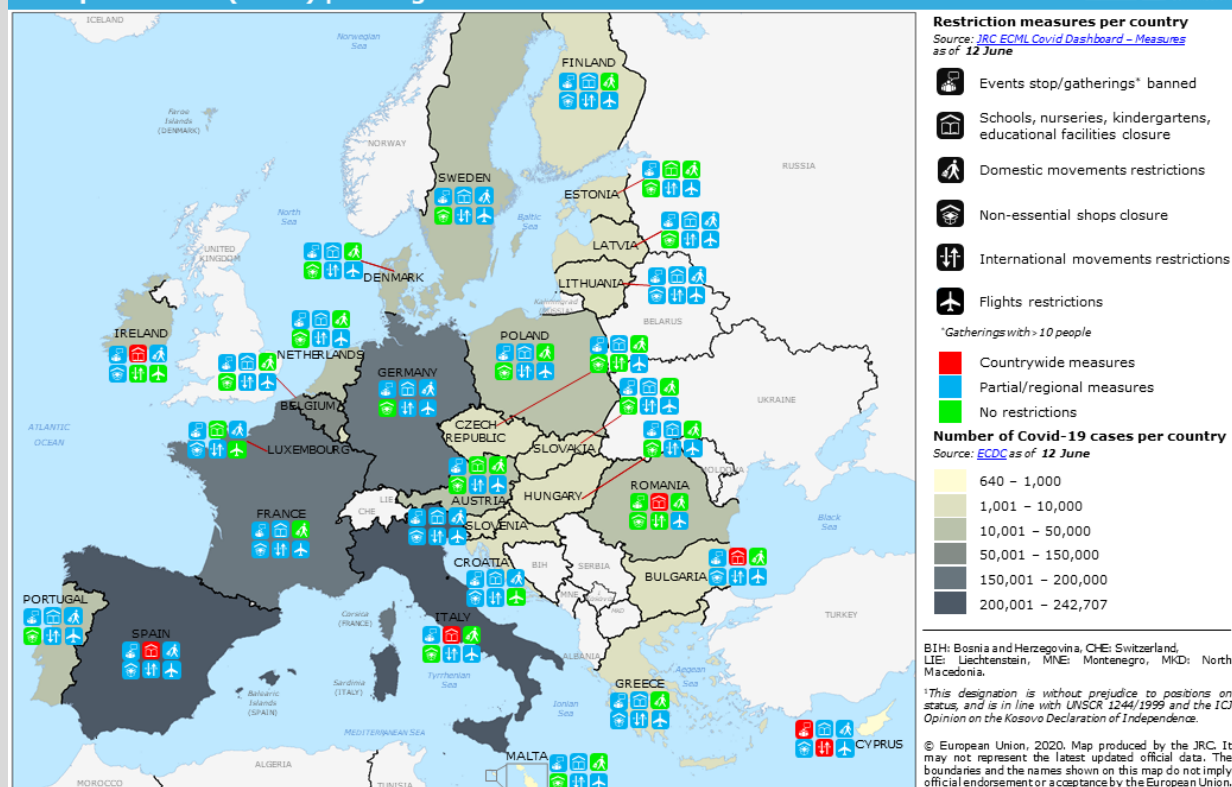 ICELAND
Norwegian
Sea
FINLAND
Faroe
Islands
(DENMARK)
NORWAY
RUSSIA
SWEDEN
ESTONIA
North
Sea
Baltic
Sea
UNITED
KINGDOM
LATVIA
DENMARK
LITHUANIA
Kaliningrad
BELARUS
IRELAND
POLAND
NETHERLANDS
GERMANY
UKRAINE
BELGIUM
ATLANTIC
OCEAN
CZECH
REPUBLIC
LUXEMBOURG
SLOVAKIA
MOLDOVA
LIE
AUSTRIA
HUNGARY
ROMANIA
CHE
FRANCE
SLOVENIA
Black
Sea
CROATIA
BIH
SERBIA
BULGARIA
MNE
Kosovo
MKD
PORTUGAL
Corsica
(FRANCE)
ITALY
TURKEY
SPAIN
ALBANIA
Aegean
Sea
Tyrrhenian
Sea
Sardinia
(ITALY)
GREECE
Balearic
Islands
(SPAIN)
Ionian
Sea
MEDITERRANEAN SEA
CYPRUS
MALTA
ALGERIA
MOROCCO
TUNISIA
Restriction measures per country
Source: JRC ECML Covid Dashboard – Measures
as of 12 June
Events stop/gatherings* banned
Schools, nurseries, kindergartens,
educational facilities closure
Domestic movements restrictions
Non-essential shops closure
International movements restrictions
Flights restrictions
*Gatherings with > 10 people
Countrywide measures
Partial/regional measures
No restrictions
Number of Covid-19 cases per country
Source: ECDC as of 12 June
640 – 1,000
1,001 – 10,000
10,001 – 50,000
50,001 – 150,000
150,001 – 200,000
200,001 – 242,707
BIH: Bosnia and Herzegovina, CHE: Switzerland,
LIE: Liechtenstein, MNE: Montenegro, MKD: North
Macedonia.
¹This designation is without prejudice to positions on
status, and is in line with UNSCR 1244/1999 and the ICJ
Opinion on the Kosovo Declaration of Independence.
© European Union, 2020. Map produced by the JRC. It
may not represent the latest updated official data. The
boundaries and the names shown on this map do not imply
official endorsement or acceptance by the European Union.